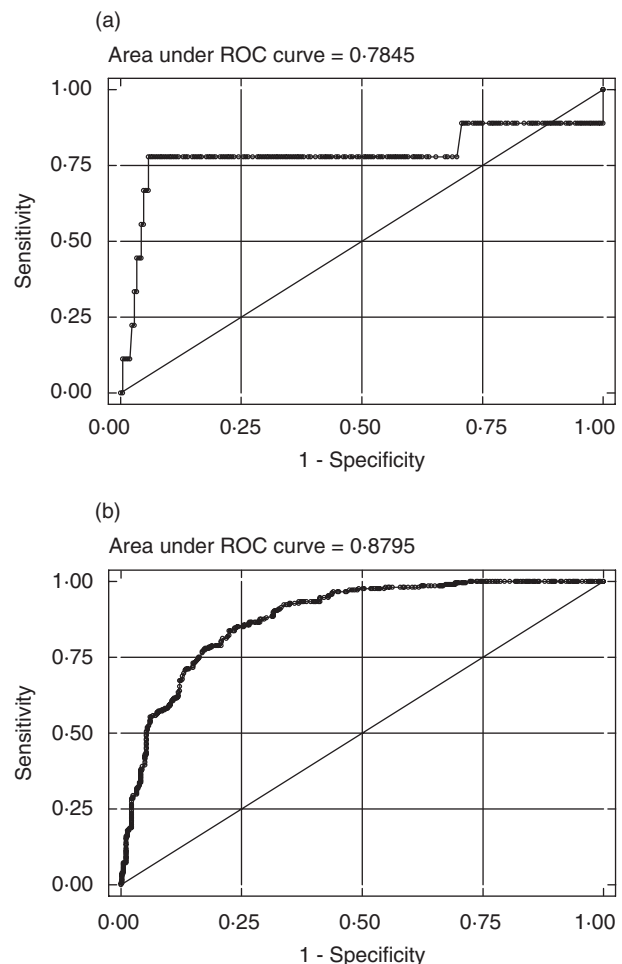 (a)
Area under ROC curve = 0·7845
1·00
0·75
0·50
0·25
0·00
Sensitivity
0·00 0·25 0·50 0·75 1·00
1 - Specificity
(b)
Area under ROC curve = 0·8795
1·00
0·75
0·50
0·25
0·00
Sensitivity
0·00 0·25 0·50 0·75 1·00
1 - Specificity